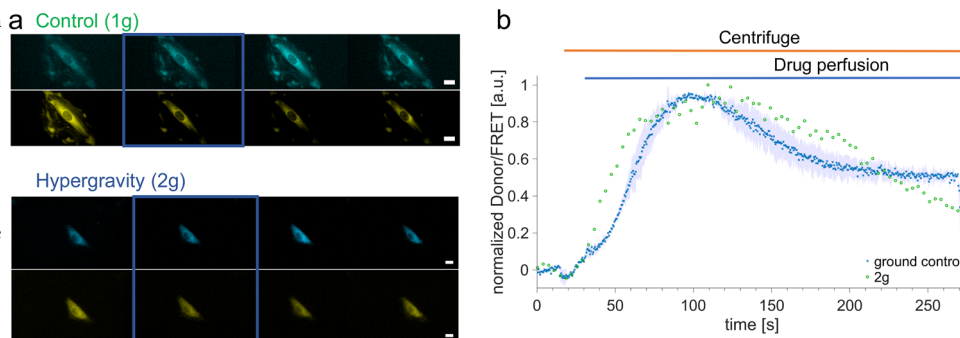 a
Control (1g)
Hypergravity (2g)
b
Centrifuge
Drug perfusion
normalized Donor/FRET [a.u.]
1
0.8
0.6
0.4
0.2
0
0
50
100
150
200
250
time [s]
ground contro
2g